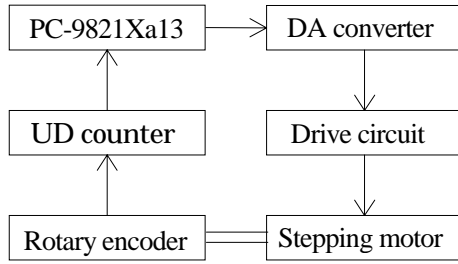 PC-9821Xa13
DA converter
UD counter
Drive circuit
Rotary encoder
Stepping motor